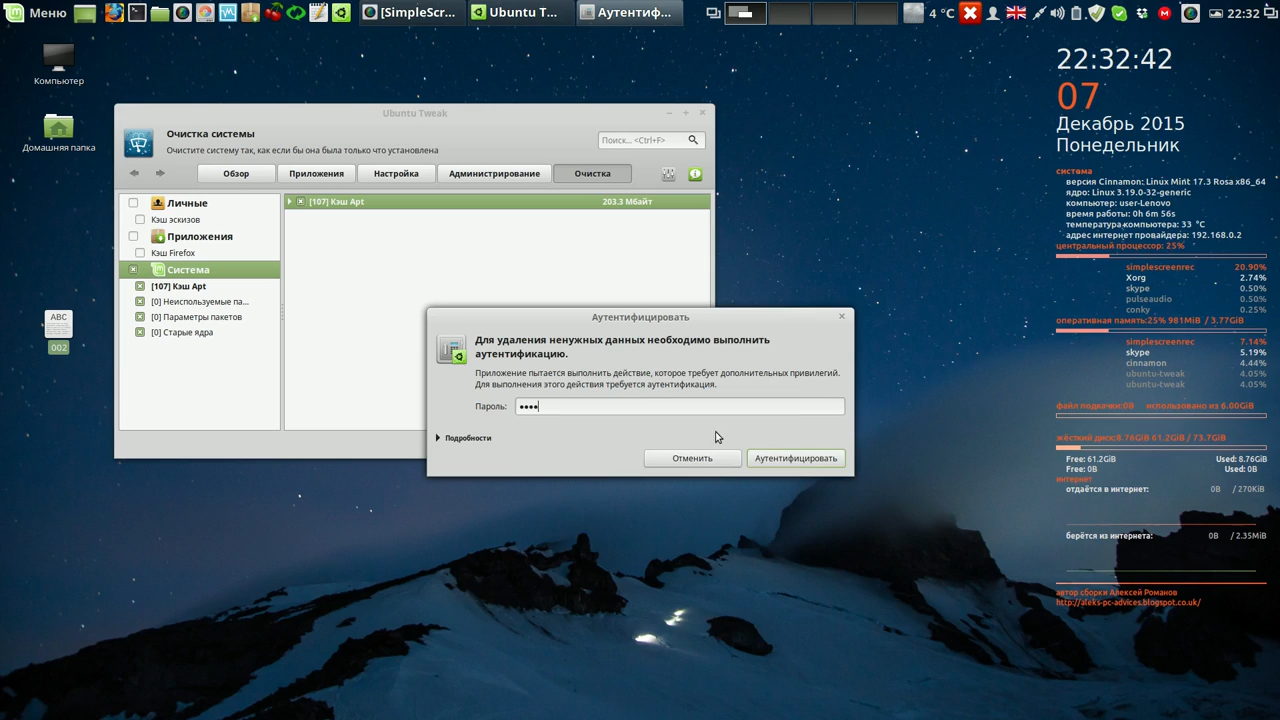 Меню
[SimpleScr...
Ubuntu T...
Аутентиф...
4 °C
22:32
Компьютер
Домашняя папка
ABC
002
Ubuntu Tweak
Очистка системы
Очистите систему так, как если бы она была только что установлена
Поиск... <Ctrl+F>
Обзор
Приложения
Настройка
Администрирование
Очистка
Личные
Кэш эскизов
Приложения
Кэш Firefox
Система
[107] Кэш Apt
[0] Неиспользуемые па...
[0] Параметры пакетов
[0] Старые ядра
[107] Кэш Apt 203.3 Мбайт
Аутентифицировать
Для удаления ненужных данных необходимо выполнить
аутентификацию.
Приложение пытается выполнить действие, которое требует дополнительных привилегий.
Для выполнения этого действия требуется аутентификация.
Пароль: ••••
Подробности
Отменить
Аутентифицировать
22:32:42
07
Декабрь 2015
Понедельник
система
версия Cinnamon: Linux Mint 17.3 Rosa x86_64
ядро: Linux 3.19.0-32-generic
компьютер: user-Lenovo
время работы: 0h 6m 56s
температура компьютера: 33 °C
адрес интернет провайдера: 192.168.0.2
центральный процессор: 25%
simplescreenrec 20.90%
Xorg 2.74%
skype 0.50%
pulseaudio 0.50%
conky 0.25%
оперативная память:25% 981MiB / 3.77GiB
simplescreenrec 7.14%
skype 5.19%
cinnamon 4.44%
ubuntu-tweak 4.05%
ubuntu-tweak 4.05%
файл подкачки:0B использовано из 6.00GiB
жёсткий диск:8.76GiB 61.2GiB / 73.7GiB
Free: 61.2GiB Used: 8.76GiB
Free: 0B Used: 0B
интернет
отдаётся в интернет: 0B / 270KiB
берётся из интернета: 0B / 2.35MiB
автор сборки Алексей Романов
http://aleks-pc-advices.blogspot.co.uk/